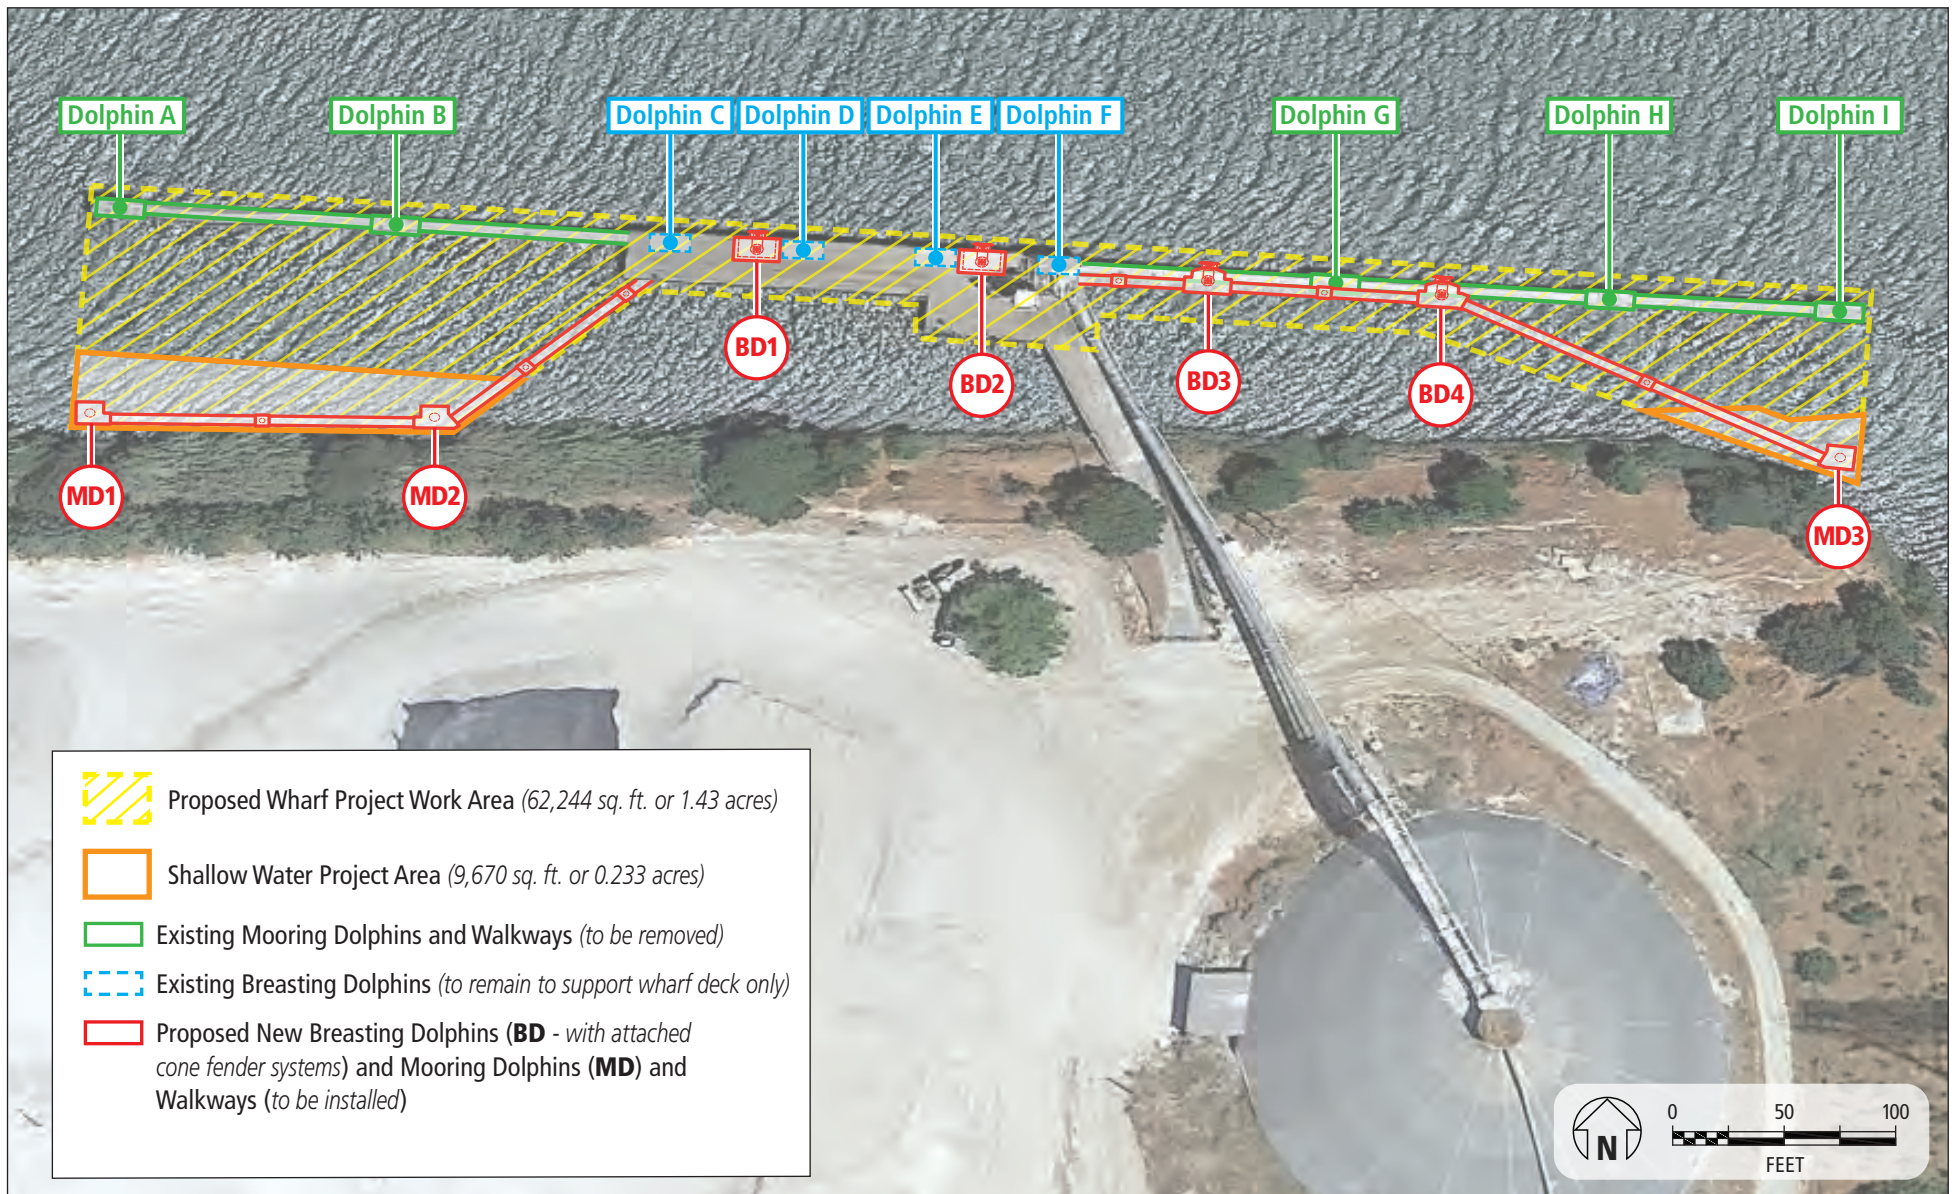 Dolphin A
Dolphin B
Dolphin C
Dolphin D
Dolphin E
Dolphin F
Dolphin G
Dolphin H
Dolphin I
BD1
BD2
BD3
BD4
MD1
MD2
MD3
Proposed Wharf Project Work Area (62,244 sq. ft. or 1.43 acres)
Shallow Water Project Area (9,670 sq. ft. or 0.233 acres)
Existing Mooring Dolphins and Walkways (to be removed)
Existing Breasting Dolphins (to remain to support wharf deck only)
Proposed New Breasting Dolphins (BD - with attached
cone fender systems) and Mooring Dolphins (MD) and
Walkways (to be installed)
N
0 50 100
FEET